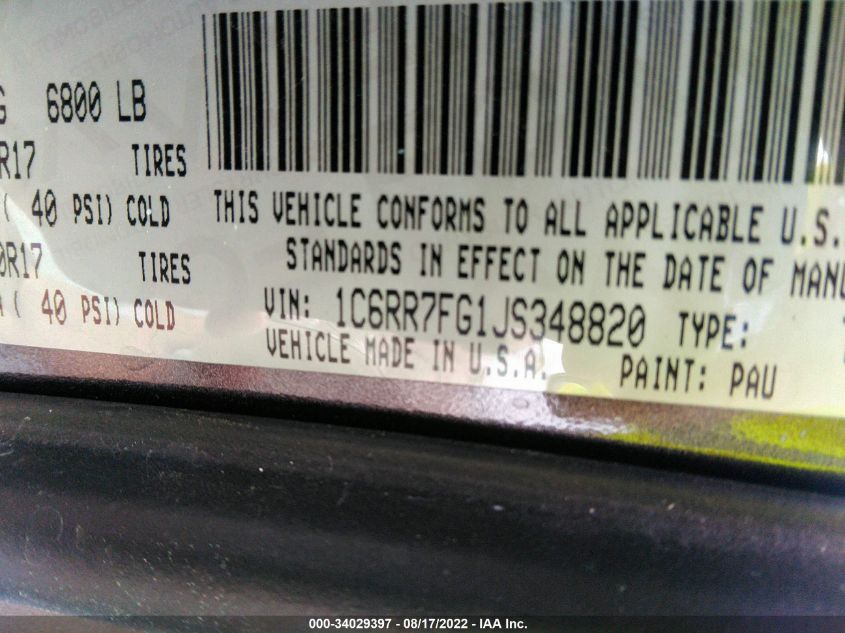 6800 LB
R17 TIRES
( 40 PSI) COLD
0R17 TIRES
( 40 PSI) COLD
THIS VEHICLE CONFORMS TO ALL APPLICABLE U.S.
STANDARDS IN EFFECT ON THE DATE OF MANU
VIN: 1C6RR7FG1JS348820 TYPE:
VEHICLE MADE IN U.S.A.
PAINT: PAU
000-34029397 - 08/17/2022 - IAA Inc.